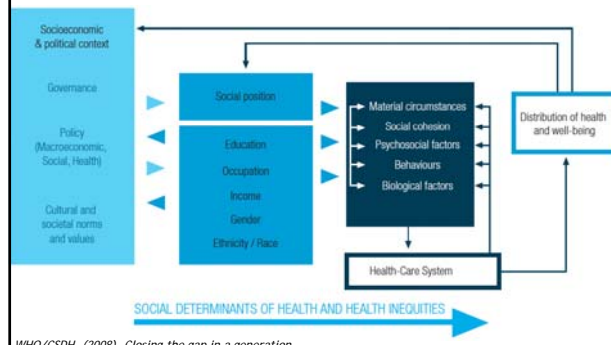 Socioeconomic
& political context
Governance
Policy
(Macroeconomic,
Social, Health)
Cultural and
societal norms
and values
Social position
Education
Occupation
Income
Gender
Ethnicity / Race
Material circumstances
Social cohesion
Psychosocial factors
Behaviours
Biological factors
Distribution of health
and well-being
Health-Care System
SOCIAL DETERMINANTS OF HEALTH AND HEALTH INEQUITIES
WHO/CSDH. (2008). Closing the gap in a generation